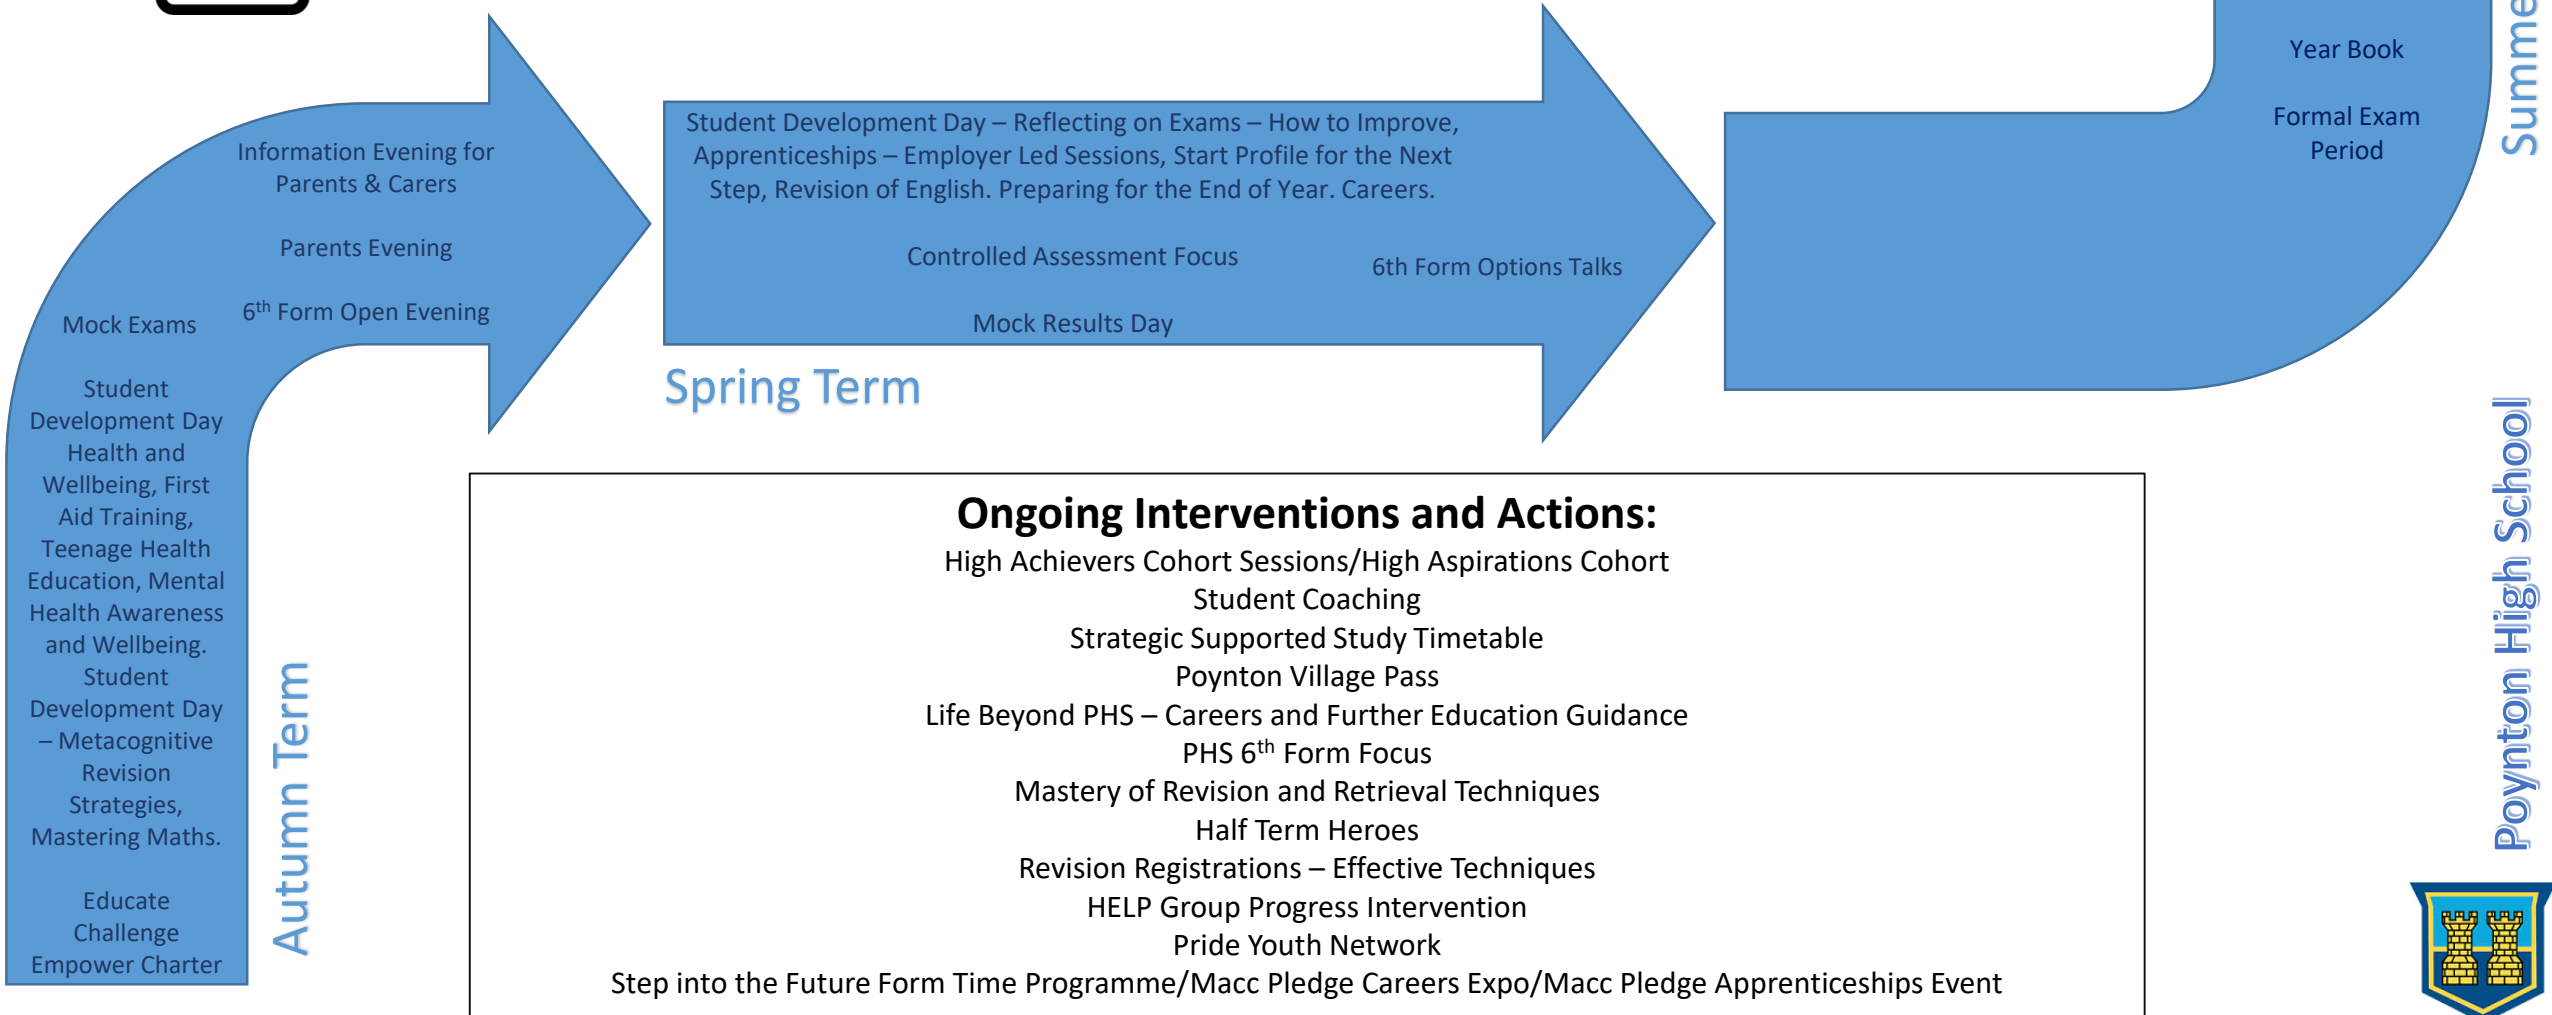 Information Evening for
Parents & Carers
Parents Evening
6th Form Open Evening
Mock Exams
Student
Development Day
Health and
Wellbeing, First
Aid Training,
Teenage Health
Education, Mental
Health Awareness
and Wellbeing.
Student
Development Day
– Metacognitive
Revision
Strategies,
Mastering Maths.
Educate
Challenge
Empower Charter
Autumn Term
Student Development Day – Reflecting on Exams – How to Improve,
Apprenticeships – Employer Led Sessions, Start Profile for the Next
Step, Revision of English. Preparing for the End of Year. Careers.
Controlled Assessment Focus
6th Form Options Talks
Mock Results Day
Spring Term
Year Book
Formal Exam
Period
Summe
Ongoing Interventions and Actions:
High Achievers Cohort Sessions/High Aspirations Cohort
Student Coaching
Strategic Supported Study Timetable
Poynton Village Pass
Life Beyond PHS – Careers and Further Education Guidance
PHS 6th Form Focus
Mastery of Revision and Retrieval Techniques
Half Term Heroes
Revision Registrations – Effective Techniques
HELP Group Progress Intervention
Pride Youth Network
Step into the Future Form Time Programme/Macc Pledge Careers Expo/Macc Pledge Apprenticeships Event
Poynton High School